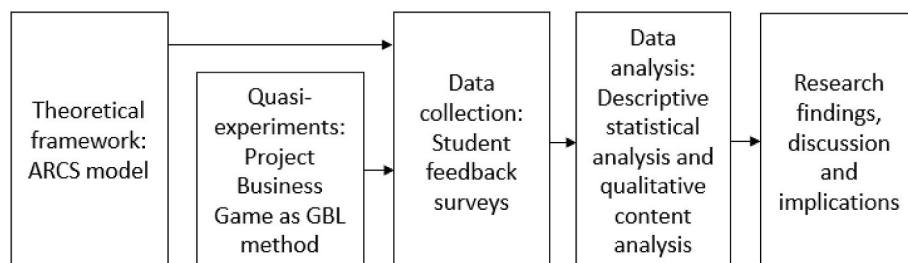 Theoretical
framework:
ARCS model
Quasi-
experiments:
Project
Business
Game as GBL
method
Data
collection:
Student
feedback
surveys
Data
analysis:
Descriptive
statistical
analysis and
qualitative
content
analysis
Research
findings,
discussion
and
implications